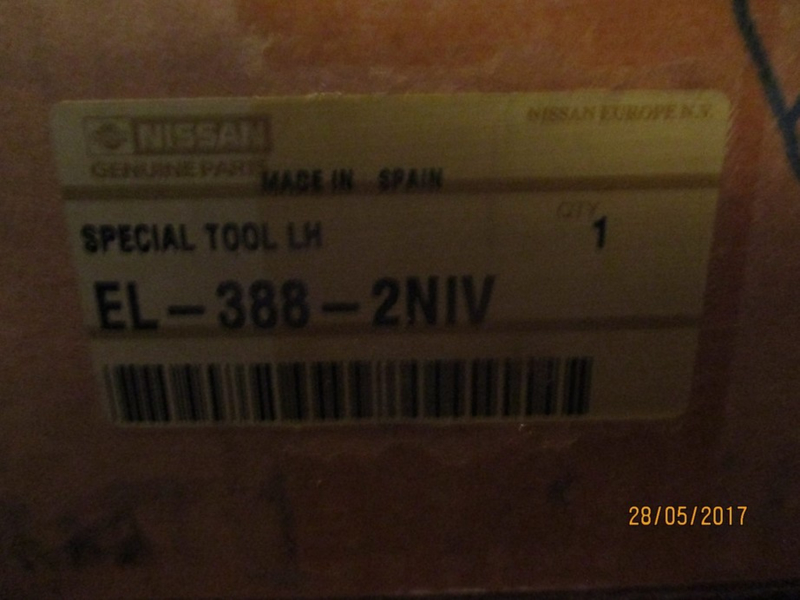 NISSAN
NISSAN EUROPE N.V.
GENUINE PARTS
MADE IN SPAIN
SPECIAL TOOL LH
QTY
1
EL-388-2NIV
28/05/2017